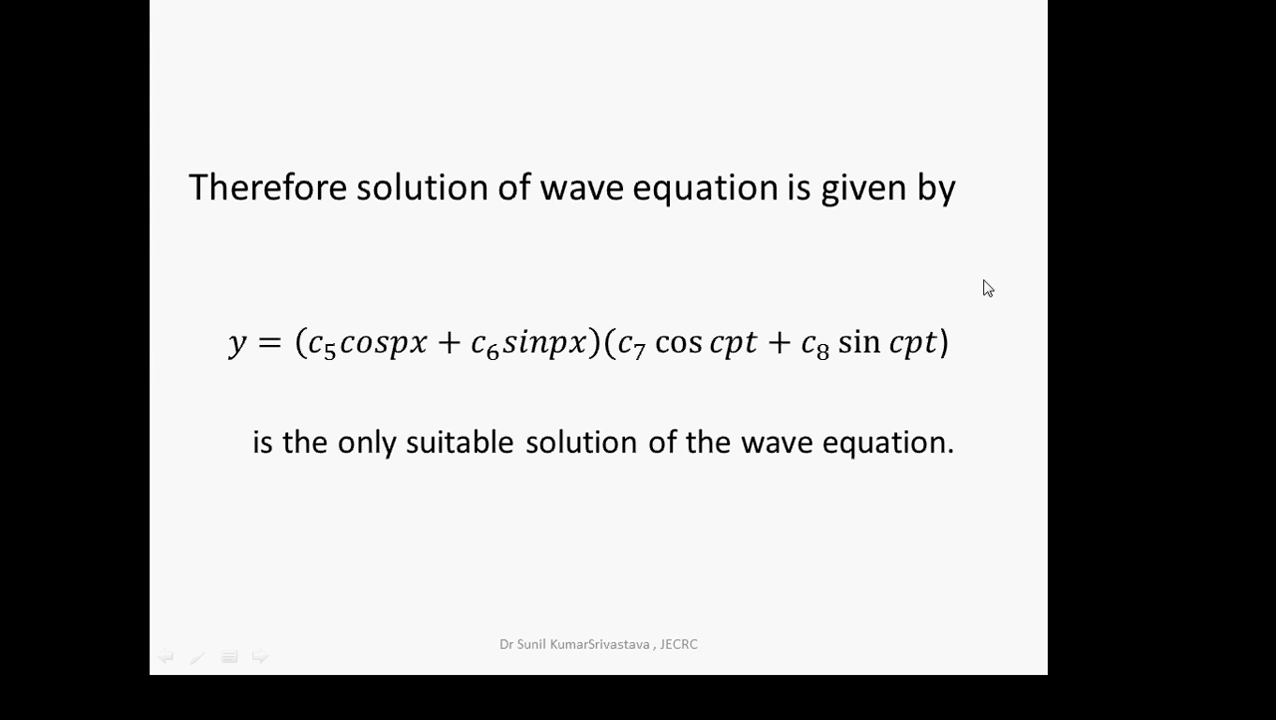 Therefore solution of wave equation is given by
y = (c₅cospx + c₆sinpx)(c₇ cos cpt + c₈ sin cpt)
is the only suitable solution of the wave equation.
Dr Sunil KumarSrivastava , JECRC